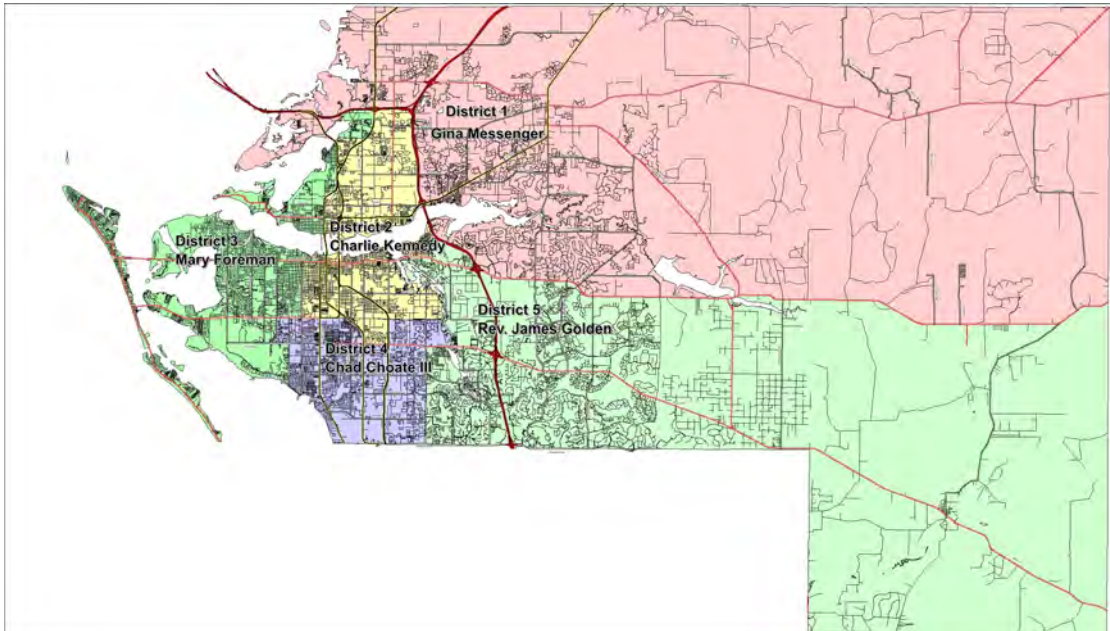 District 1
Gina Messenger
District 2
Charlie Kennedy
District 3
Mary Foreman
District 5
Rev. James Golden
District 4
Chad Choate III